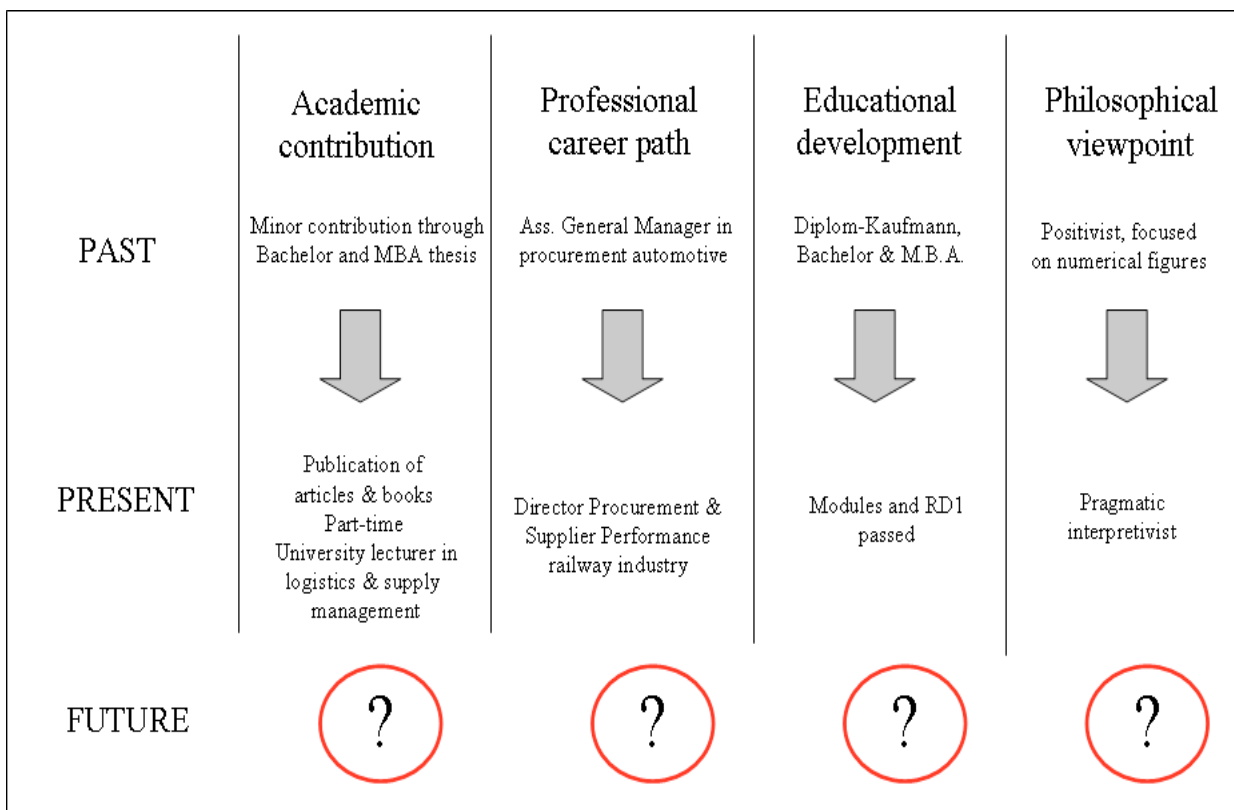 Academic
contribution
Professional
career path
Educational
development
Philosophical
viewpoint
PAST
Minor contribution through
Bachelor and MBA thesis
Ass. General Manager in
procurement automotive
Diplom-Kaufmann,
Bachelor & M.B.A.
Positivist, focused
on numerical figures
PRESENT
Publication of
articles & books
Part-time
University lecturer in
logistics & supply
management
Director Procurement &
Supplier Performance
railway industry
Modules and RD1
passed
Pragmatic
interpretivist
FUTURE
?
?
?
?